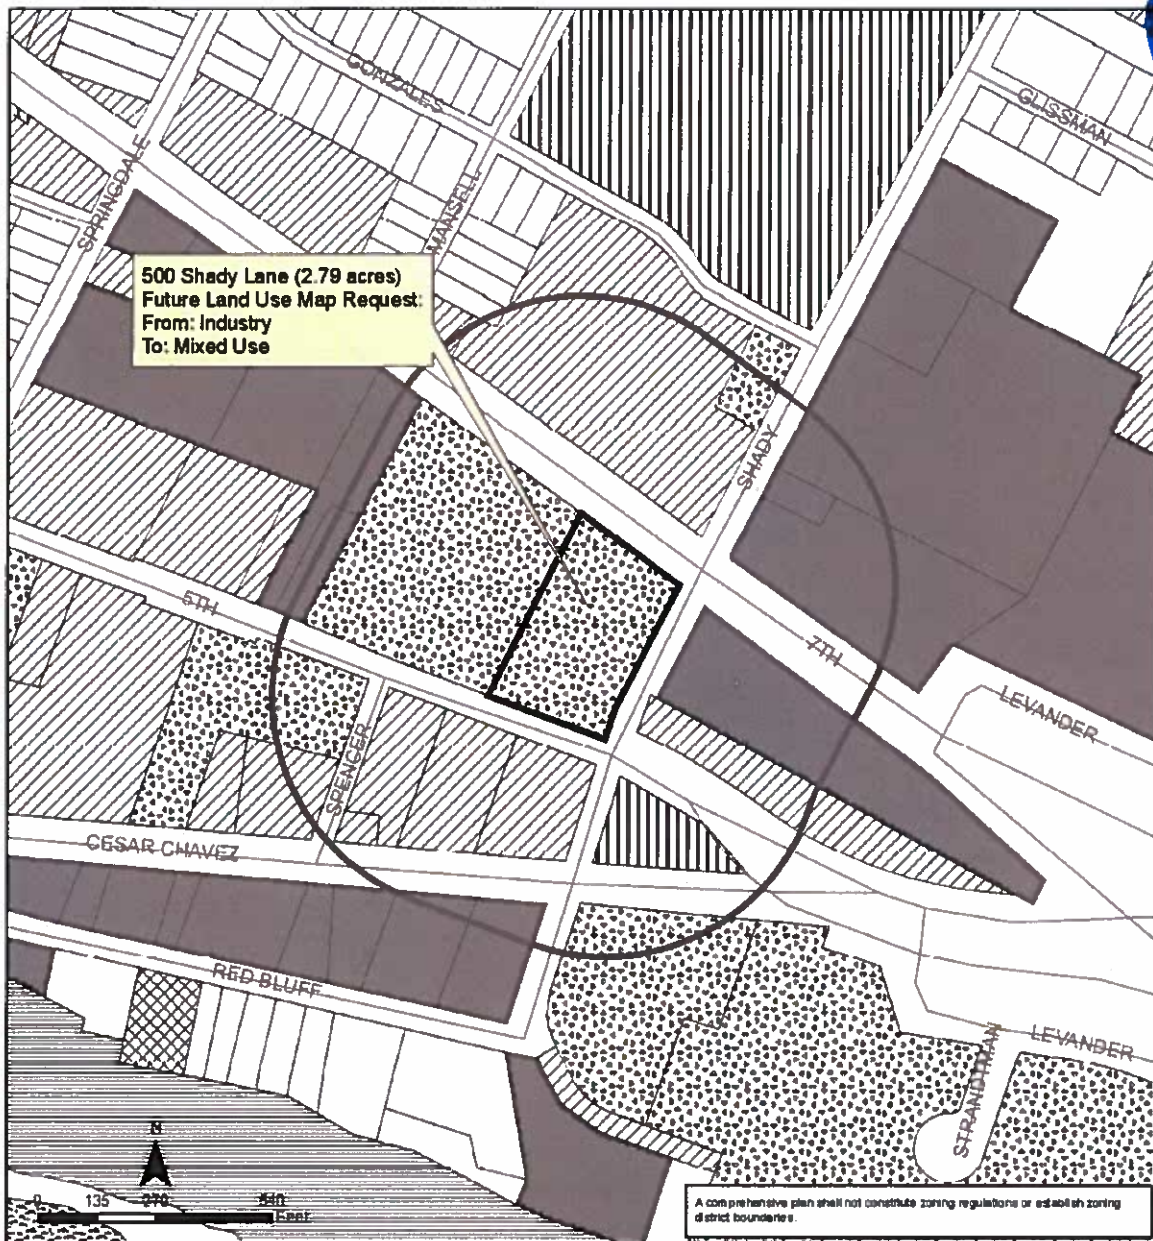 GONZALES
GLISSMAN
SPRINGDALE
MANSELL
500 Shady Lane (2.79 acres)
Future Land Use Map Request:
From: Industry
To: Mixed Use
SHADY
5TH
7TH
LEVANDER
SPENCER
CESAR CHAVEZ
RED BLUFF
LEVANDER
STRANDTMAN
N
0 135 270 540
Feet
A comprehensive plan shall not constitute zoning regulations or establish zoning
district boundaries.